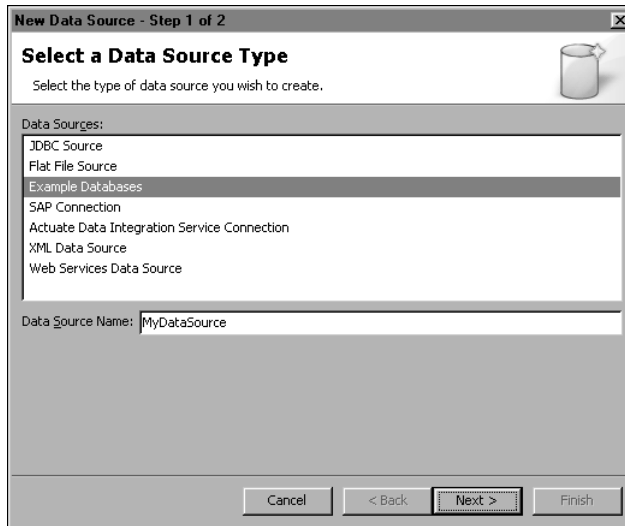 New Data Source - Step 1 of 2
Select a Data Source Type
Select the type of data source you wish to create.
Data Sources:
JDBC Source
Flat File Source
Example Databases
SAP Connection
Actuate Data Integration Service Connection
XML Data Source
Web Services Data Source
Data Source Name: MyDataSource
Cancel < Back Next > Finish